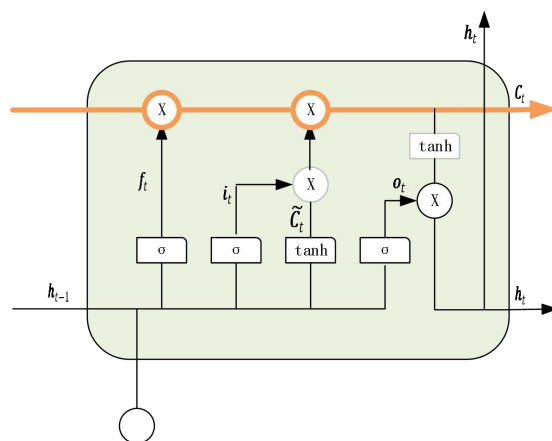 h_t
C_t
X X
tanh
f_t i_t X o_t X
C̃_t
σ σ tanh σ
h_{t-1} h_t